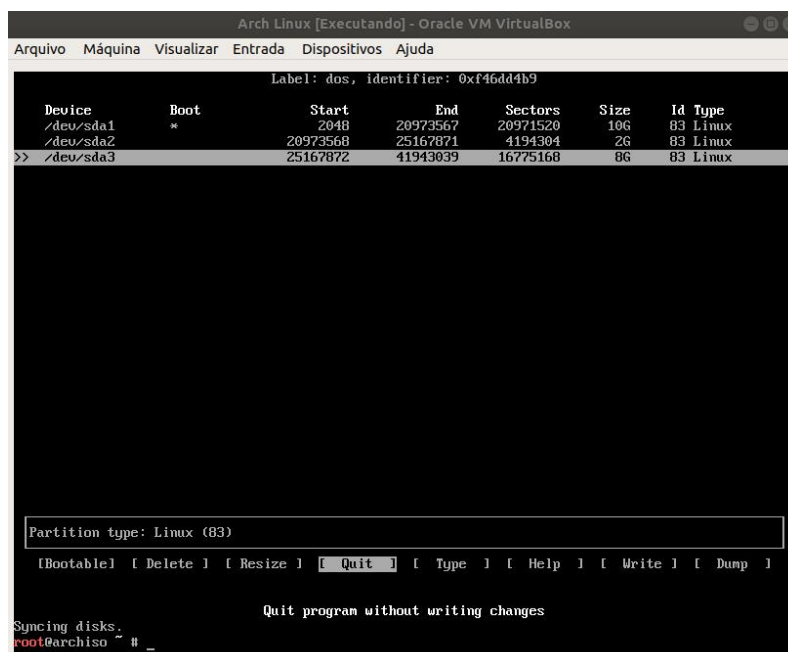 Arch Linux [Executando] - Oracle VM VirtualBox
Arquivo Máquina Visualizar Entrada Dispositivos Ajuda
Label: dos, identifier: 0xf46dd4b9
Device Boot Start End Sectors Size Id Type
/dev/sda1 * 2048 20973567 20971520 10G 83 Linux
/dev/sda2 20973568 25167871 4194304 2G 83 Linux
>> /dev/sda3 25167872 41943039 16775168 8G 83 Linux
Partition type: Linux (83)
[Bootable] [ Delete ] [ Resize ] [ Quit ] [ Type ] [ Help ] [ Write ] [ Dump ]
Quit program without writing changes
Syncing disks.
root@archiso ~ # _